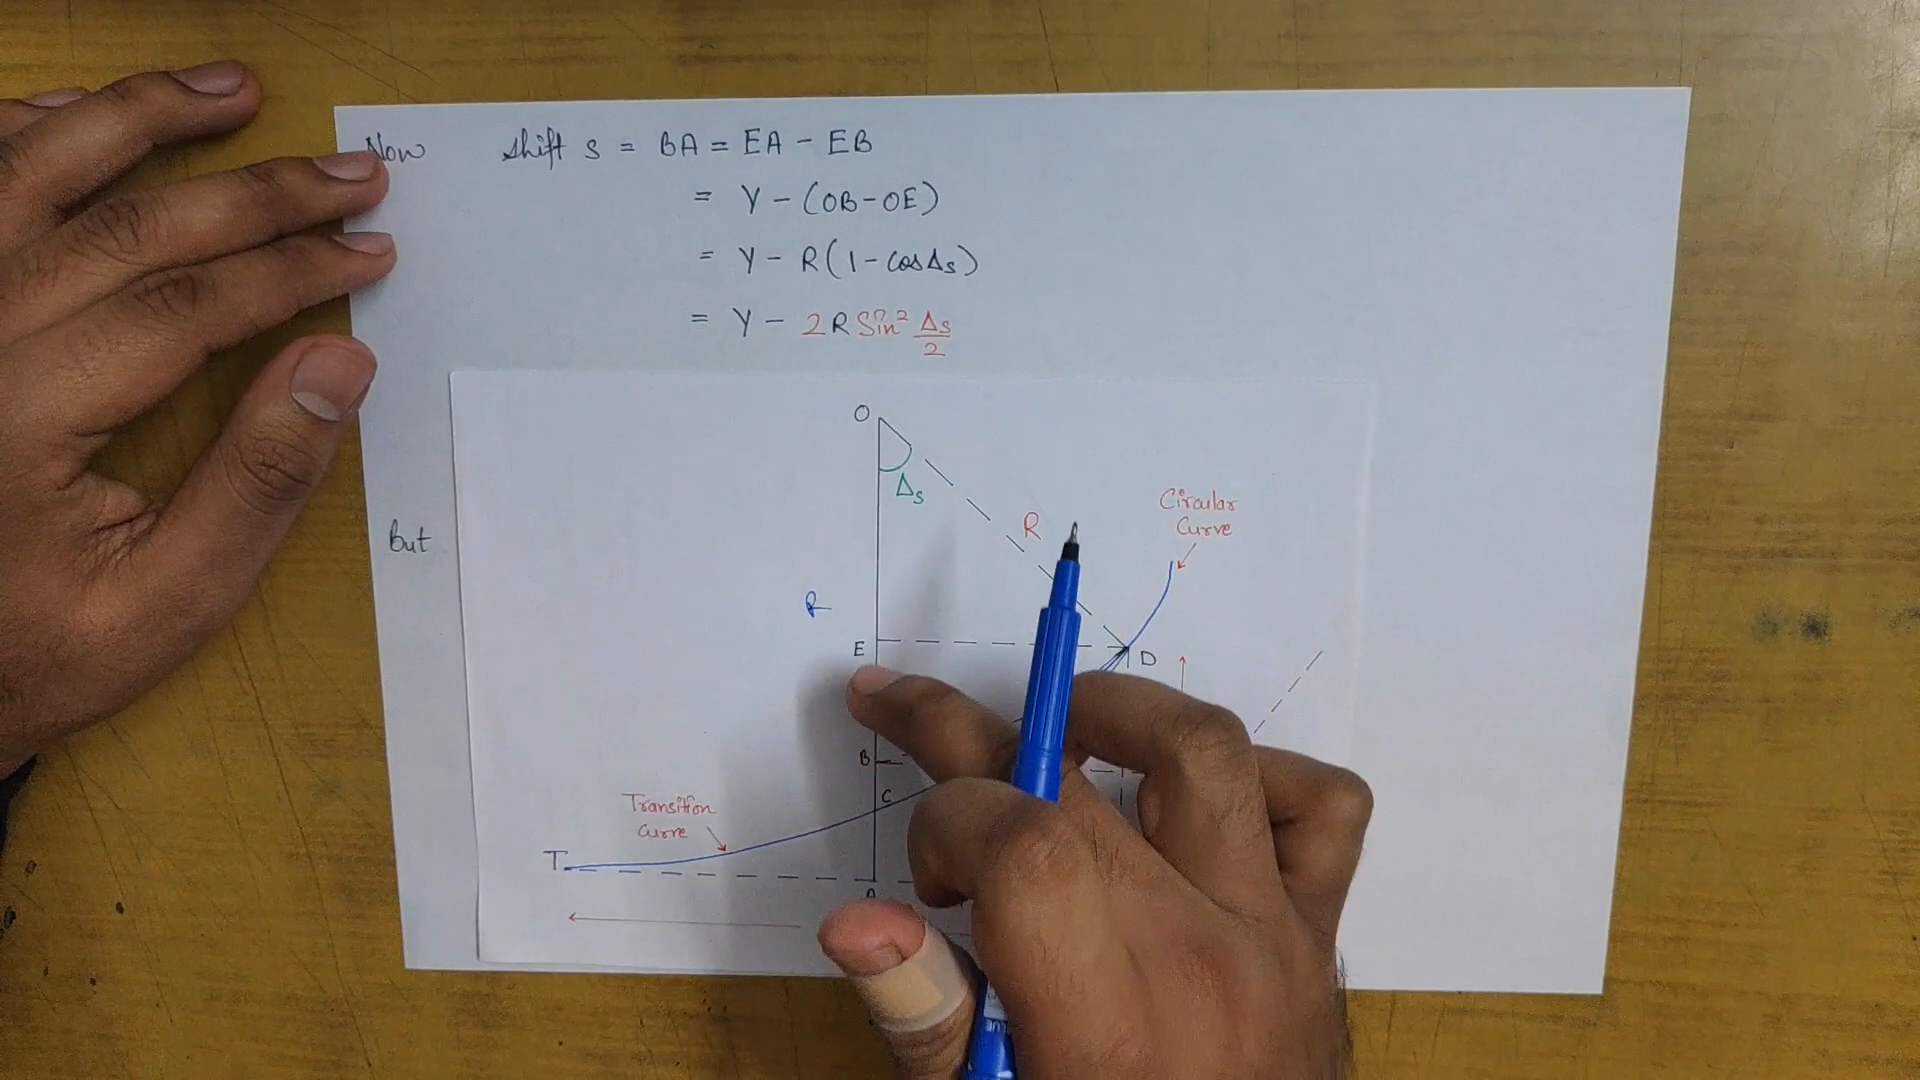 Now shift s = BA = EA - EB
= Y - (OB - OE)
= Y - R(1 - cosΔs)
= Y - 2R Sin² Δs/2
O
Δs
R
Circular
Curve
But
R
E
D
B
C
Transition
Curve
T
A